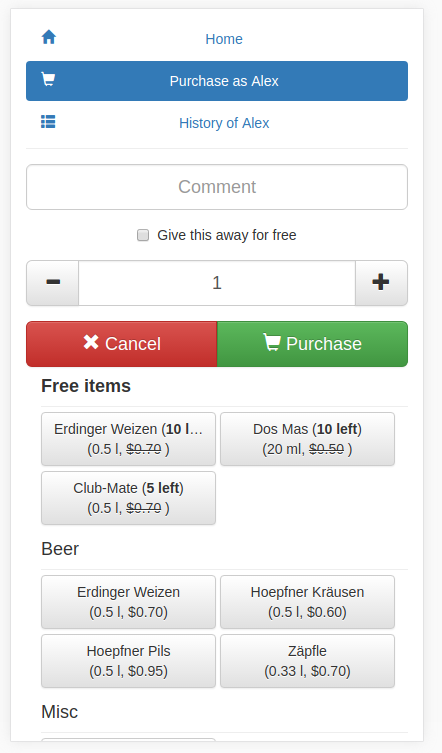 Home
Purchase as Alex
History of Alex
Comment
Give this away for free
1
Cancel
Purchase
Free items
Erdinger Weizen (10 l…
(0.5 l, $0.70 )
Dos Mas (10 left)
(20 ml, $0.50 )
Club-Mate (5 left)
(0.5 l, $0.70 )
Beer
Erdinger Weizen
(0.5 l, $0.70)
Hoepfner Kräusen
(0.5 l, $0.60)
Hoepfner Pils
(0.5 l, $0.95)
Zäpfle
(0.33 l, $0.70)
Misc